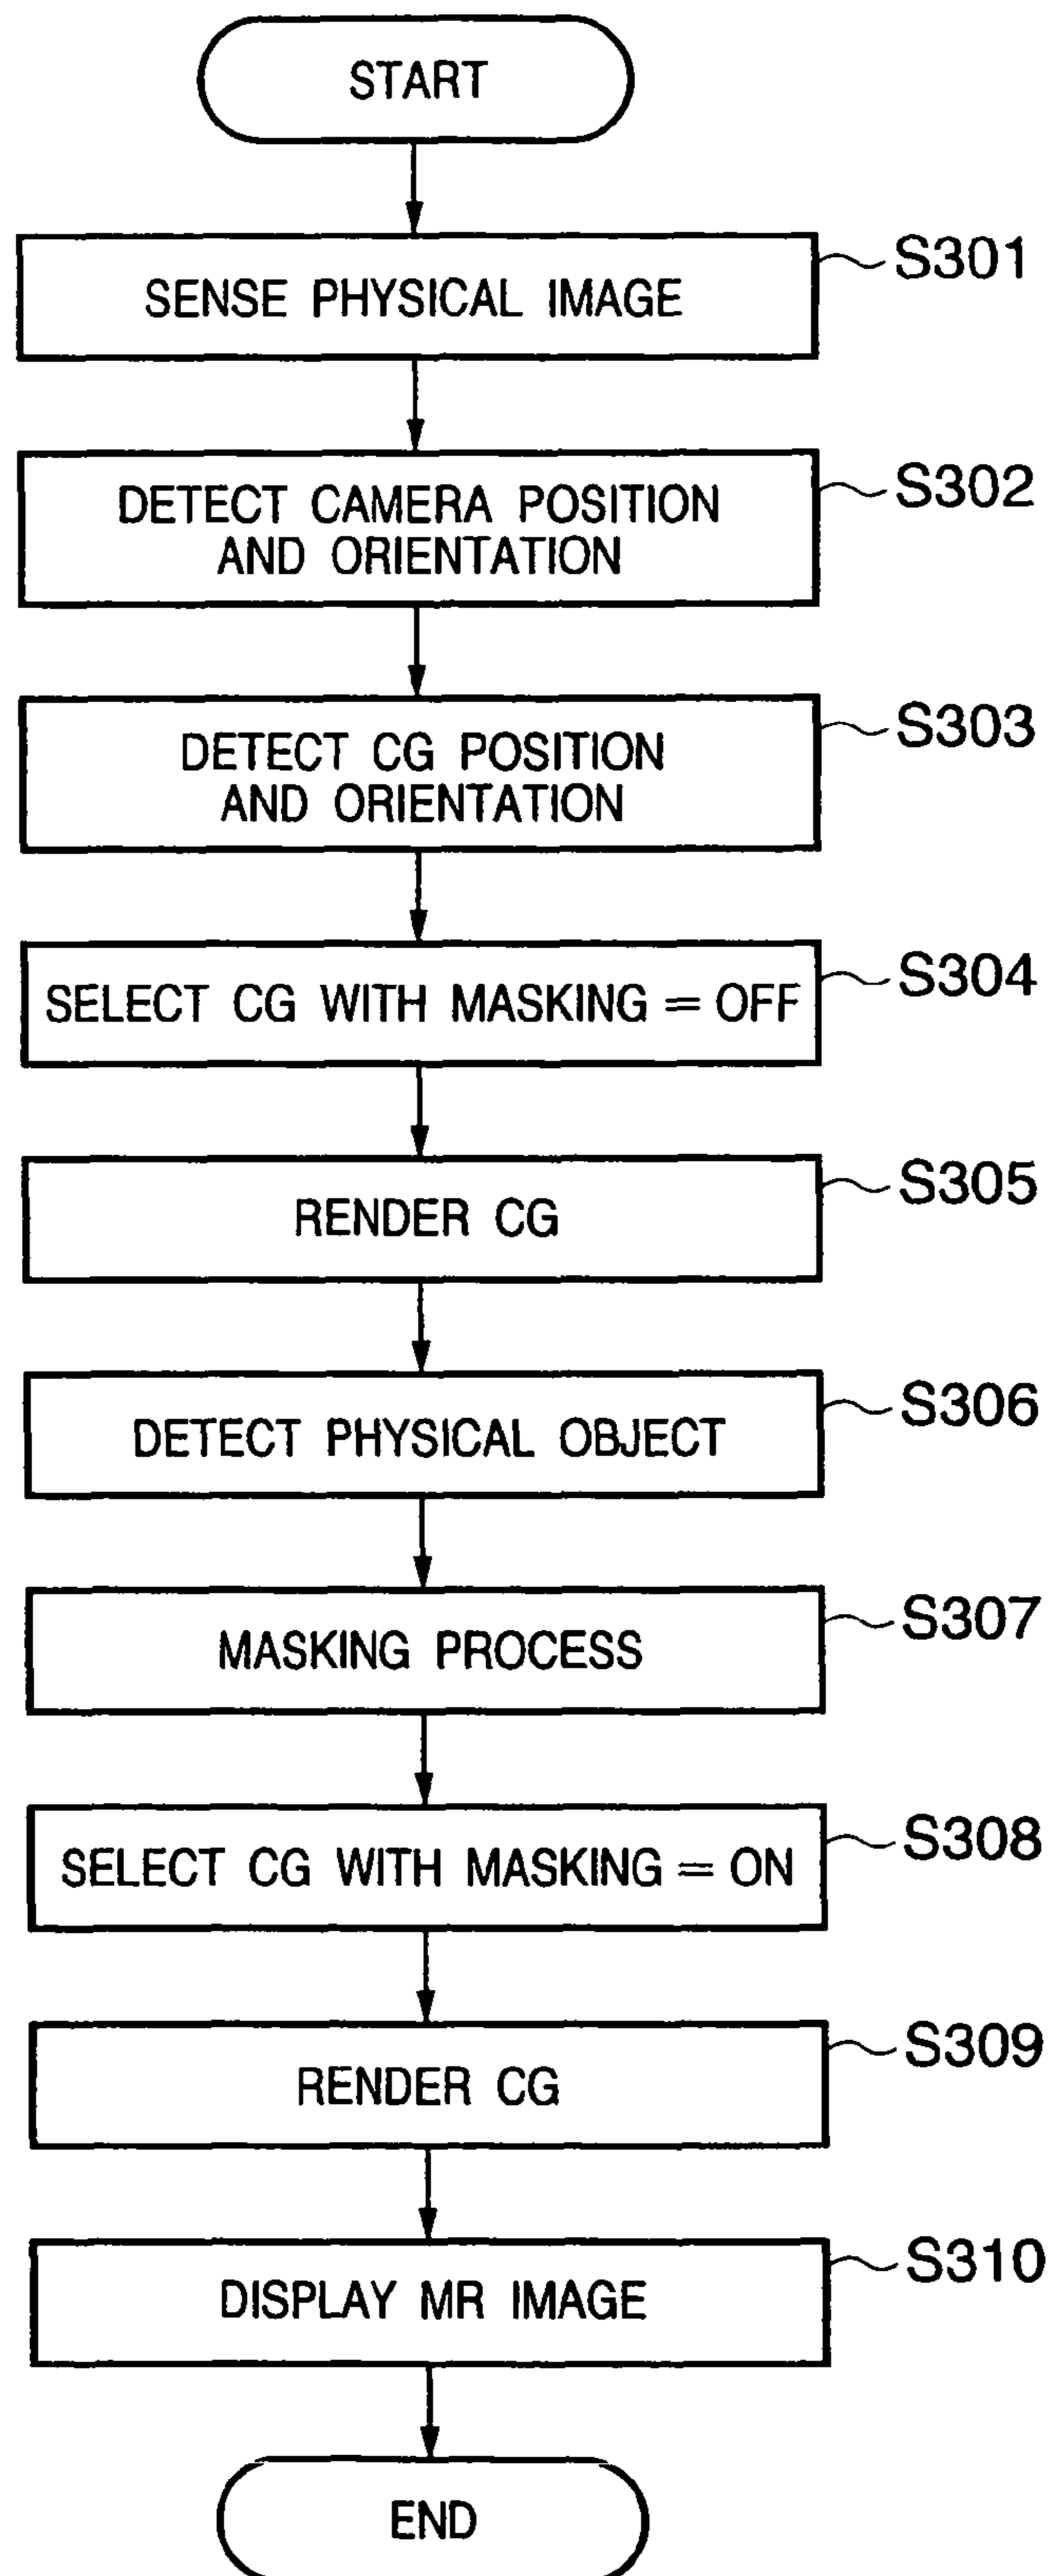 START
SENSE PHYSICAL IMAGE
S301
DETECT CAMERA POSITION
AND ORIENTATION
S302
DETECT CG POSITION
AND ORIENTATION
S303
SELECT CG WITH MASKING = OFF
S304
RENDER CG
S305
DETECT PHYSICAL OBJECT
S306
MASKING PROCESS
S307
SELECT CG WITH MASKING = ON
S308
RENDER CG
S309
DISPLAY MR IMAGE
S310
END